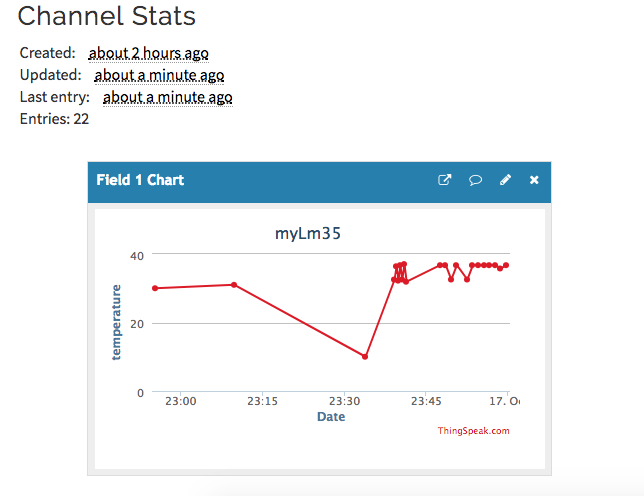 Channel Stats
Created: about 2 hours ago
Updated: about a minute ago
Last entry: about a minute ago
Entries: 22
Field 1 Chart
myLm35
temperature
40
20
0
23:00 23:15 23:30 23:45 17. Oc
Date
ThingSpeak.com